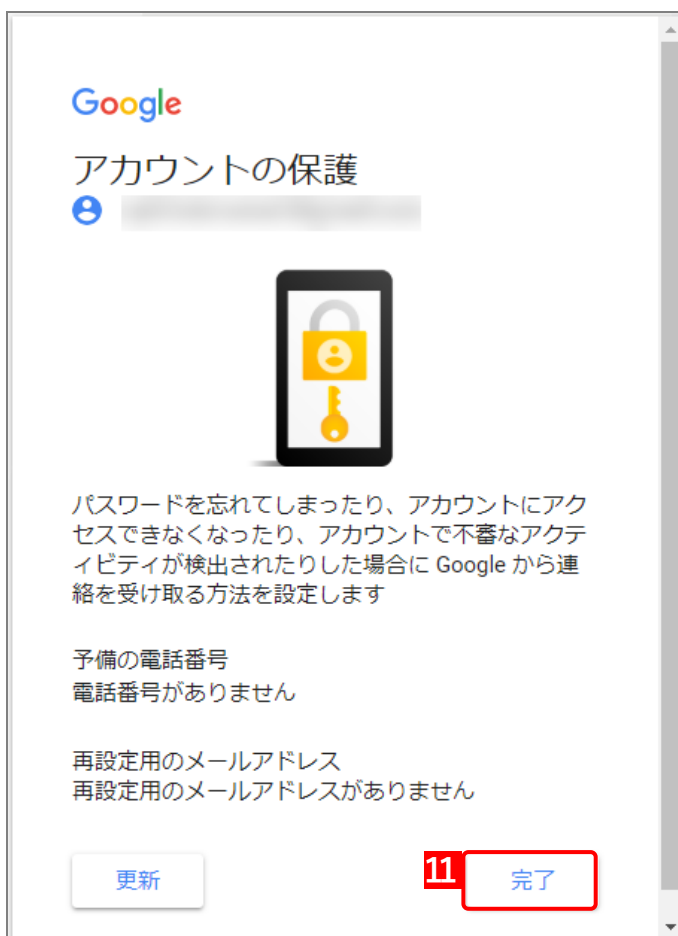 Google
アカウントの保護
パスワードを忘れてしまったり、アカウントにアク
セスできなくなったり、アカウントで不審なアクテ
ィビティが検出されたりした場合に Google から連
絡を受け取る方法を設定します
予備の電話番号
電話番号がありません
再設定用のメールアドレス
再設定用のメールアドレスがありません
更新
11 完了